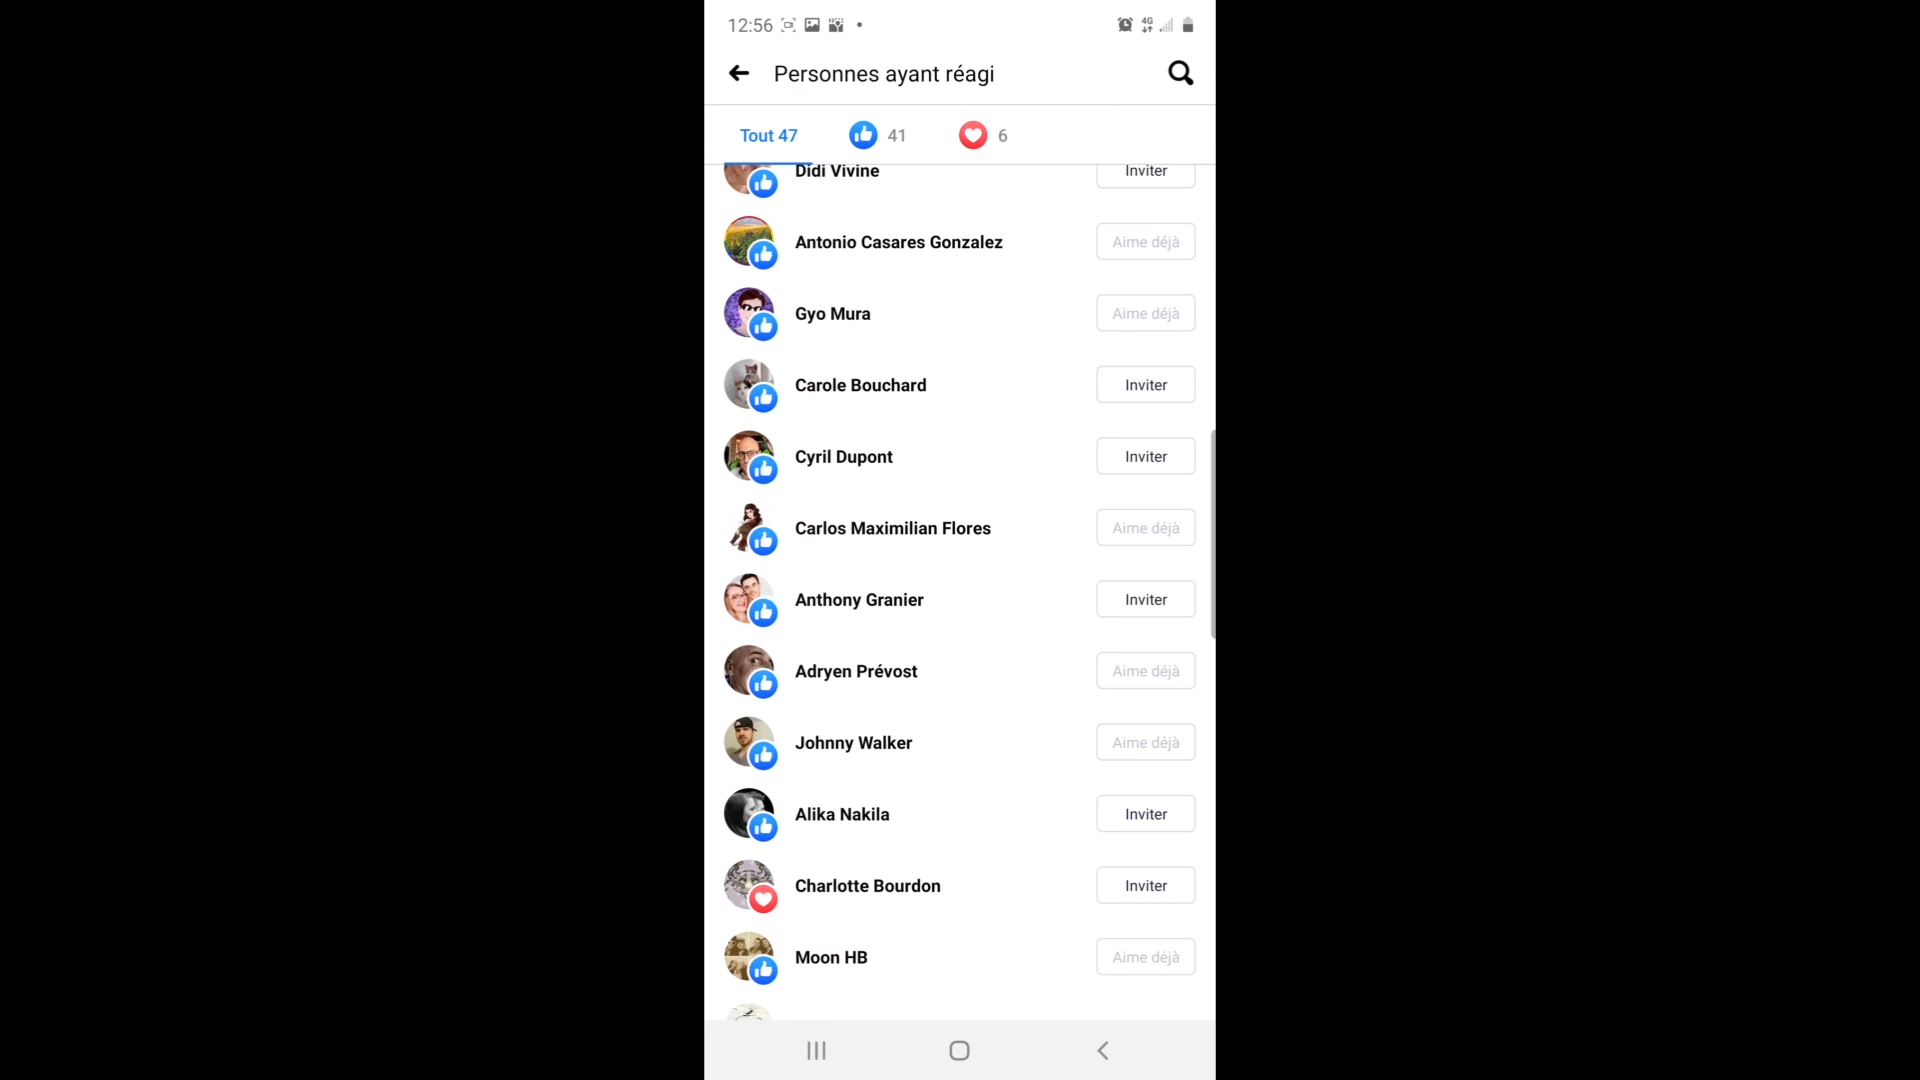 12:56
4G
Personnes ayant réagi
Tout 47 41 6
Didi Vivine Inviter
Antonio Casares Gonzalez Aime déjà
Gyo Mura Aime déjà
Carole Bouchard Inviter
Cyril Dupont Inviter
Carlos Maximilian Flores Aime déjà
Anthony Granier Inviter
Adryen Prévost Aime déjà
Johnny Walker Aime déjà
Alika Nakila Inviter
Charlotte Bourdon Inviter
Moon HB Aime déjà